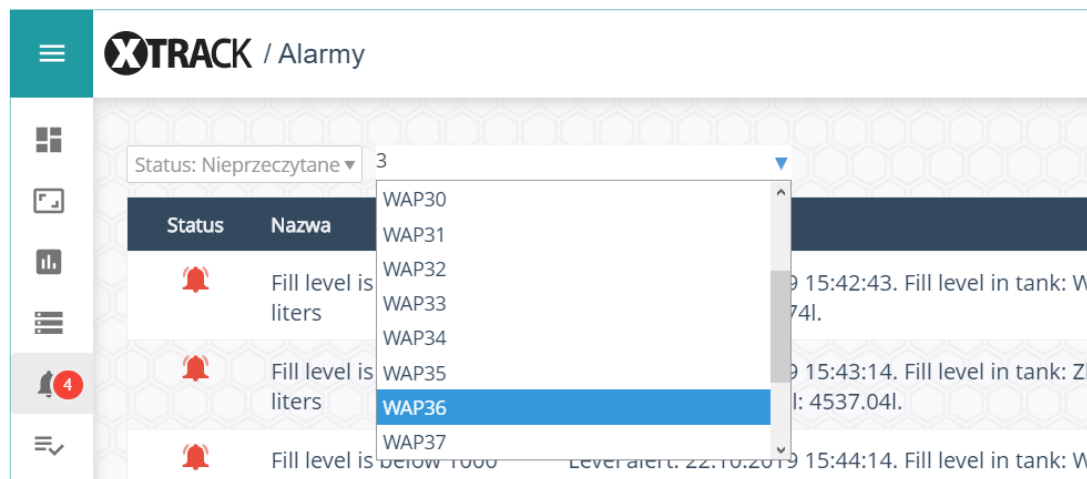 XTRACK / Alarmy
Status: Nieprzeczytane
3
WAP30
WAP31
WAP32
WAP33
WAP34
WAP35
WAP36
WAP37
Status Nazwa
Fill level is
liters
9 15:42:43. Fill level in tank: W
74l.
Fill level is
liters
9 15:43:14. Fill level in tank: Z
l: 4537.04l.
4
Fill level is below 1000
Level alert: 22.10.2019 15:44:14. Fill level in tank: W